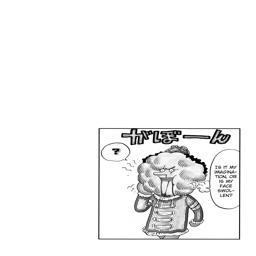 がぼーん
?
IS IT MY
IMAGINA-
TION, OR
IS MY
FACE
SWOL-
LEN?